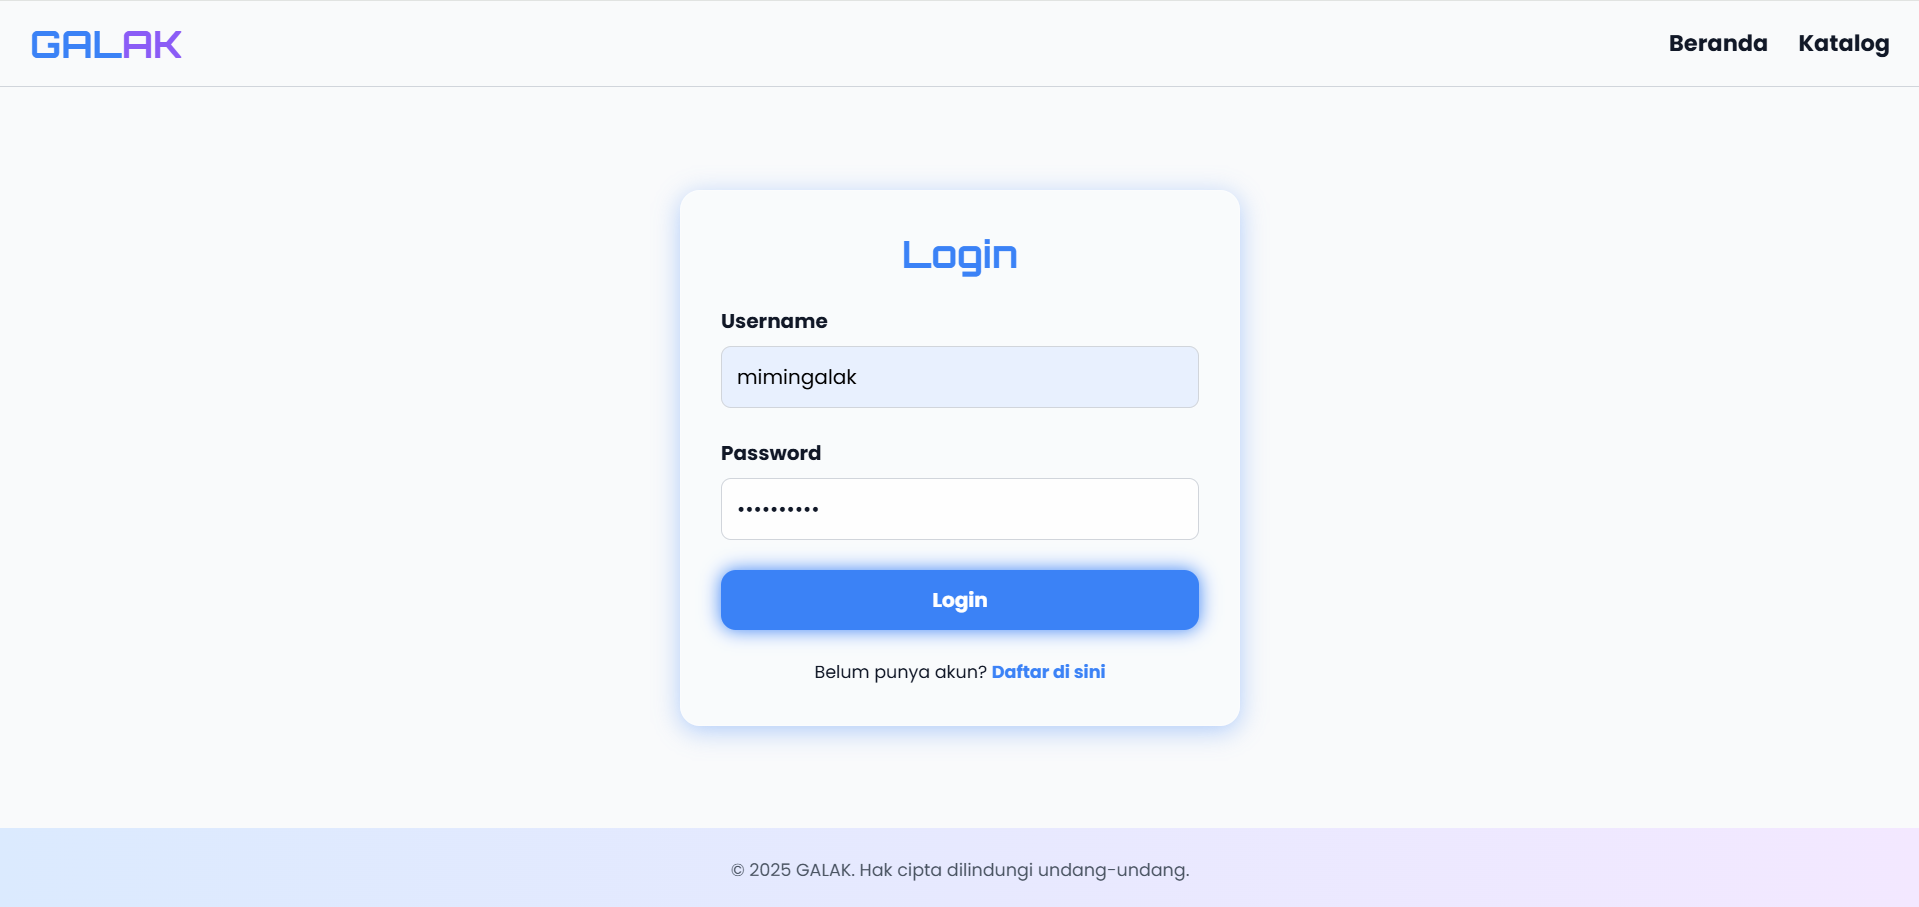 GALAK
Beranda Katalog
Login
Username
mimingalak
Password
••••••••••
Login
Belum punya akun? Daftar di sini
© 2025 GALAK. Hak cipta dilindungi undang-undang.